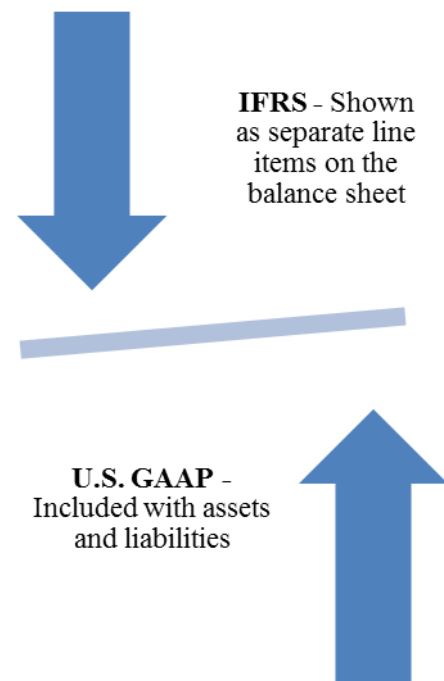 IFRS - Shown
as separate line
items on the
balance sheet
U.S. GAAP -
Included with assets
and liabilities